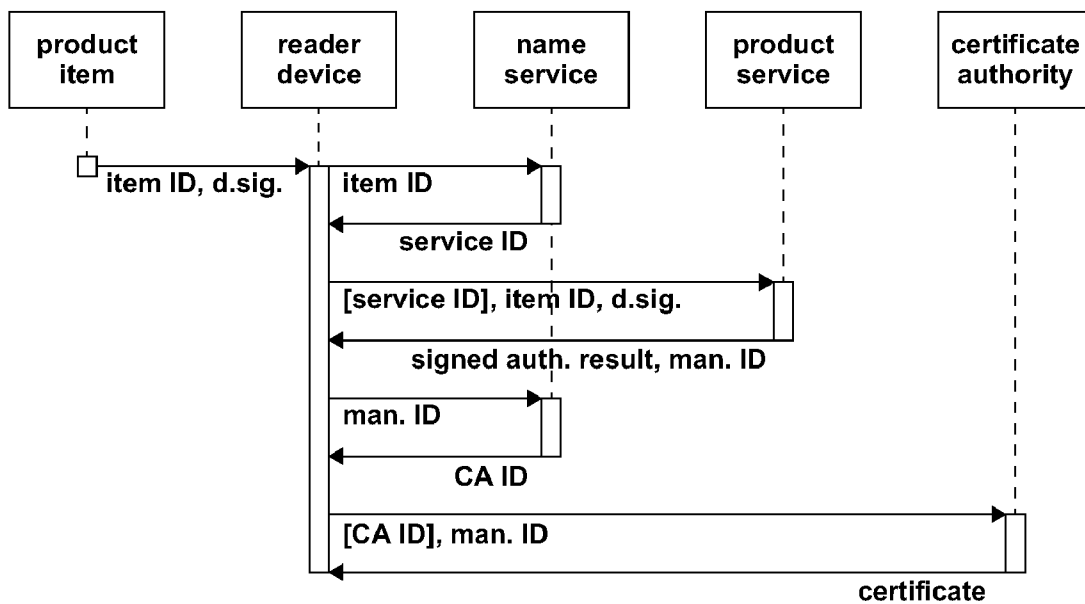 product
item
reader
device
name
service
product
service
certificate
authority
item ID, d.sig.
item ID
service ID
[service ID], item ID, d.sig.
signed auth. result, man. ID
man. ID
CA ID
[CA ID], man. ID
certificate